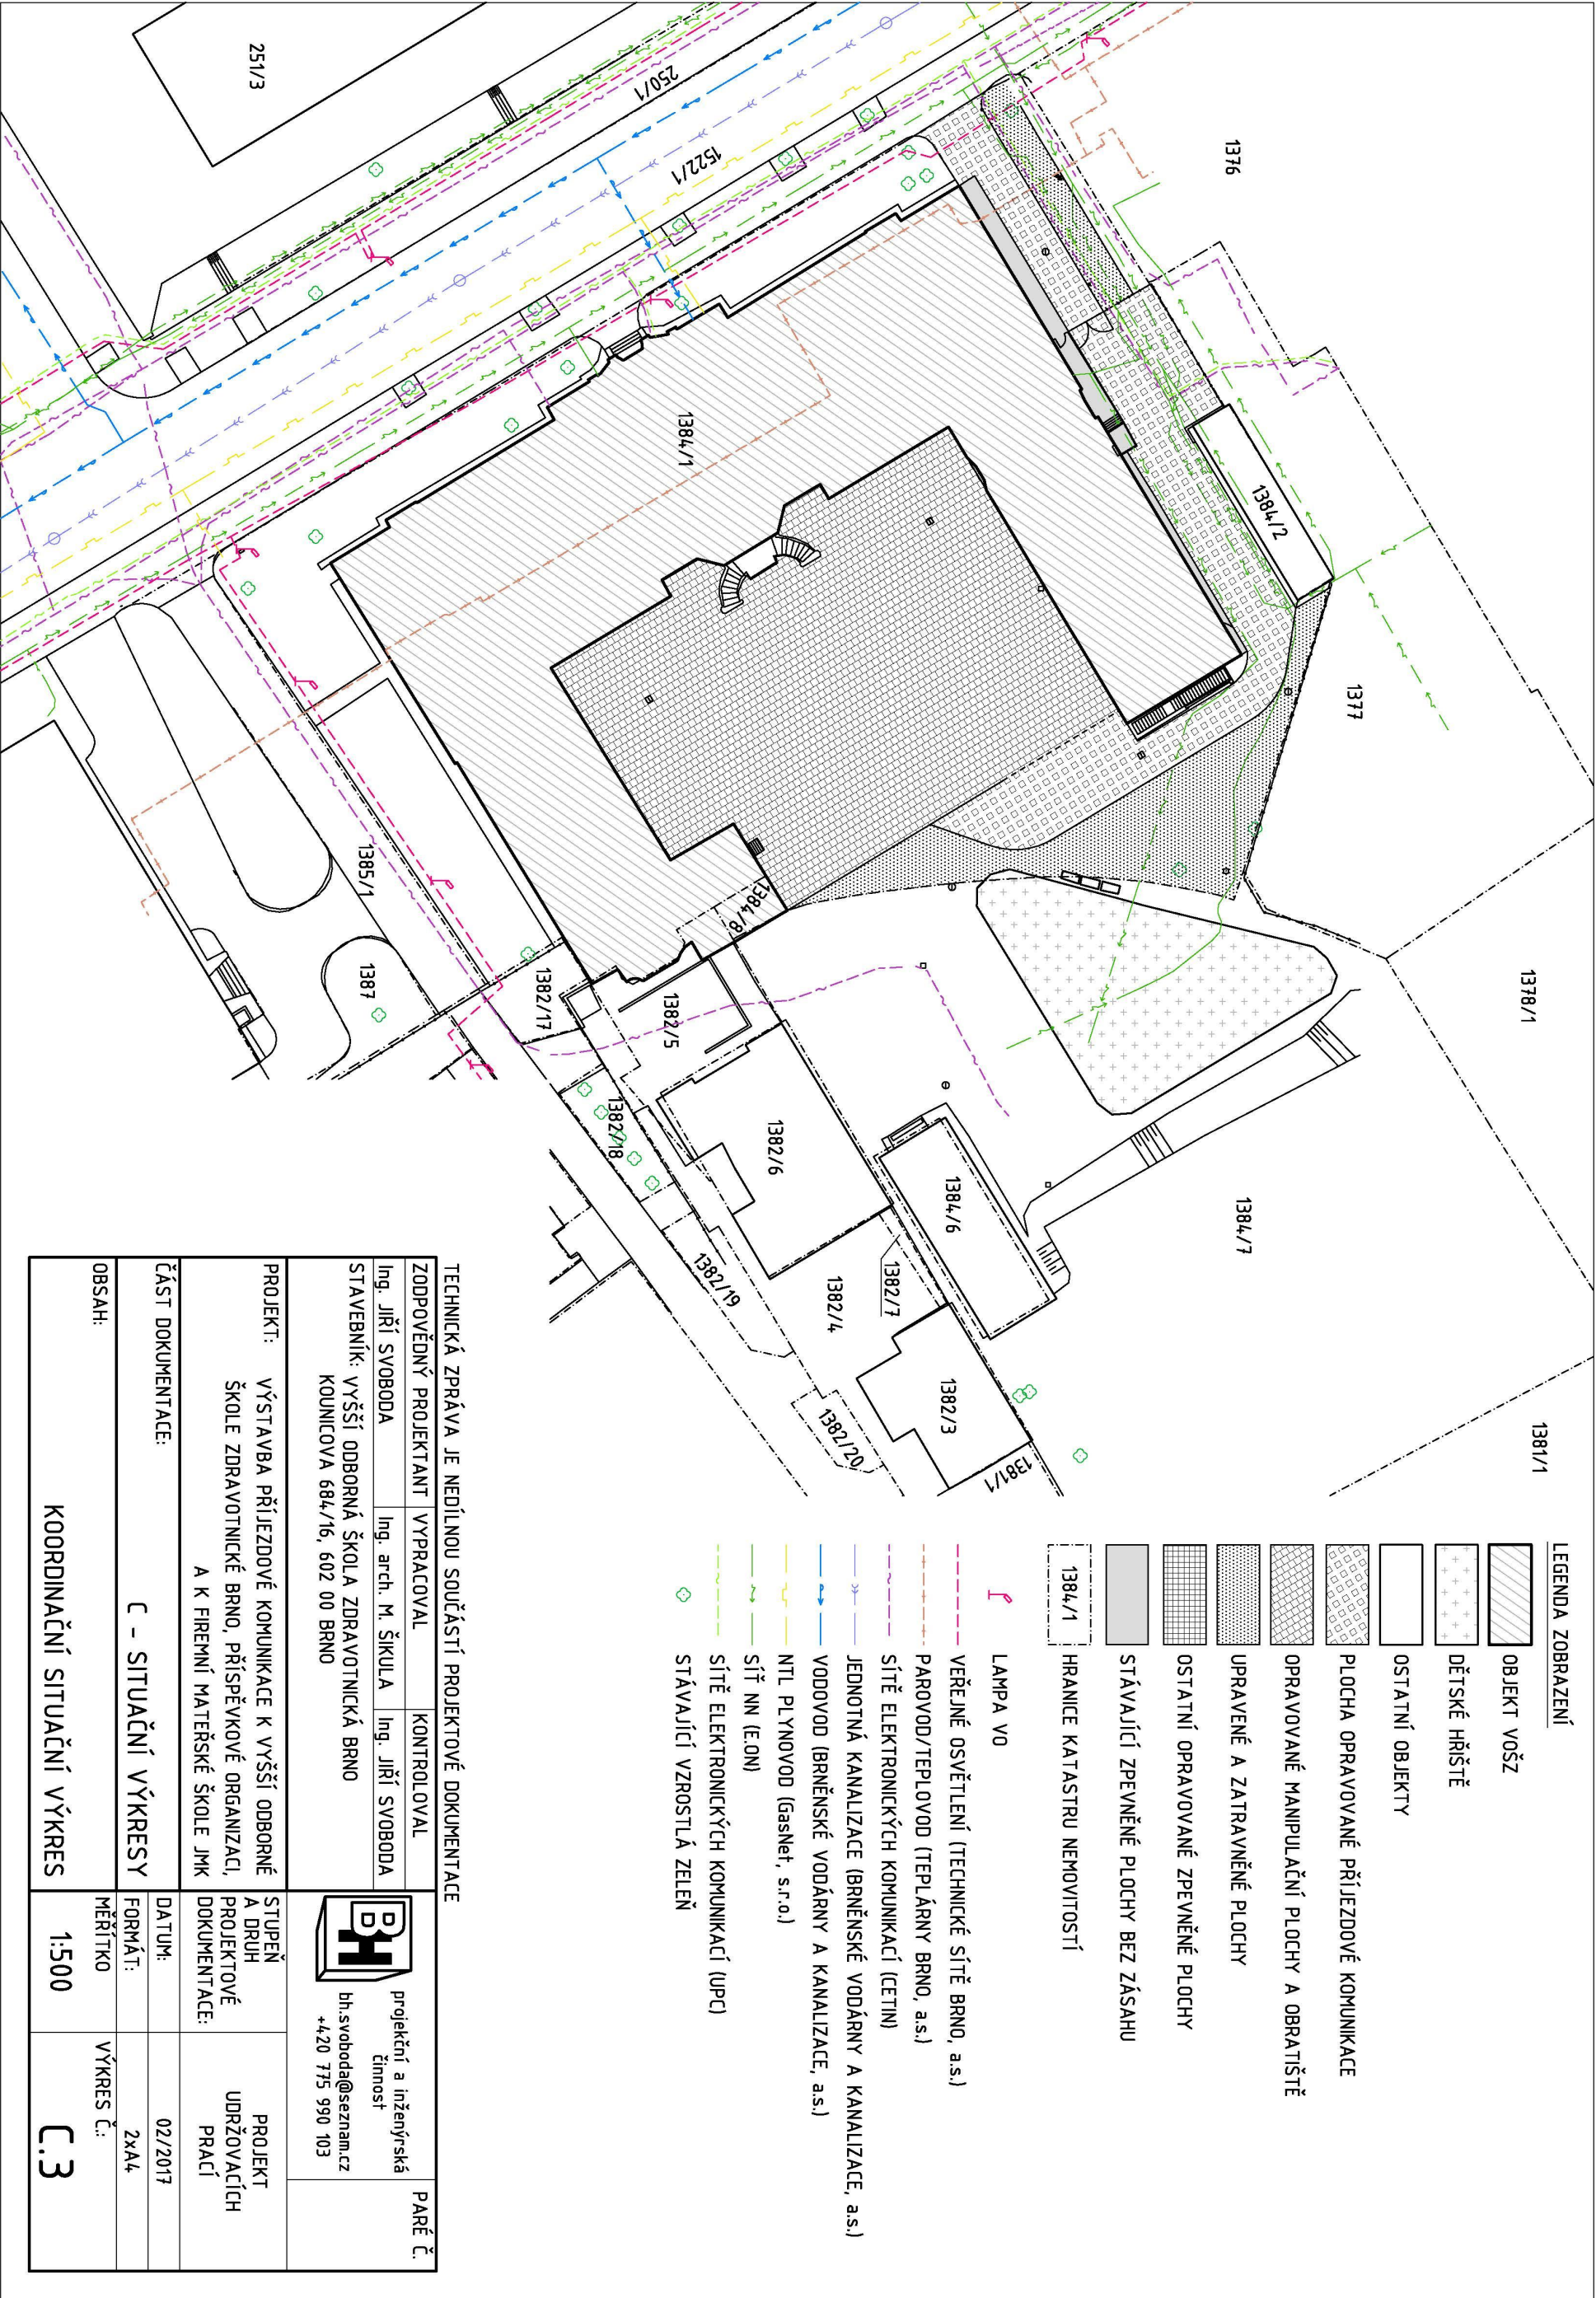 251/3
250/1
1522/1
1376
1384/1
1384/2
1377
1378/1
1381/1
1385/1
1387
1384/8
1382/17
1382/5
1382/18
1382/6
1382/19
1384/6
1382/7
1382/4
1384/7
1382/3
1382/20
1381/1
LEGENDA ZOBRAZENÍ
OBJEKT VOŠZ
DĚTSKÉ HŘIŠTĚ
OSTATNÍ OBJEKTY
PLOCHA OPRAVOVANÉ PŘÍJEZDOVÉ KOMUNIKACE
OPRAVOVANÉ MANIPULAČNÍ PLOCHY A OBRATIŠTĚ
UPRAVENÉ A ZATRAVNĚNÉ PLOCHY
OSTATNÍ OPRAVOVANÉ ZPEVNĚNÉ PLOCHY
STÁVAJÍCÍ ZPEVNĚNÉ PLOCHY BEZ ZÁSAHU
1384/1 HRANICE KATASTRU NEMOVITOSTÍ
LAMPA VO
VEŘEJNÉ OSVĚTLENÍ (TECHNICKÉ SÍTĚ BRNO, a.s.)
PAROVOD/TEPLOVOD (TEPLÁRNY BRNO, a.s.)
SÍTĚ ELEKTRONICKÝCH KOMUNIKACÍ (CETIN)
JEDNOTNÁ KANALIZACE (BRNĚNSKÉ VODÁRNY A KANALIZACE, a.s.)
VODOVOD (BRNĚNSKÉ VODÁRNY A KANALIZACE, a.s.)
NTL PLYNOVOD (GasNet, s.r.o.)
SÍŤ NN (E.ON)
SÍTĚ ELEKTRONICKÝCH KOMUNIKACÍ (UPC)
STÁVAJÍCÍ VZROSTLÁ ZELEŇ
TECHNICKÁ ZPRÁVA JE NEDÍLNOU SOUČÁSTÍ PROJEKTOVÉ DOKUMENTACE
ZODPOVĚDNÝ PROJEKTANT VYPRACOVAL KONTROLOVAL
Ing. JIŘÍ SVOBODA Ing. arch. M. ŠIKULA Ing. JIŘÍ SVOBODA
STAVEBNÍK: VYŠŠÍ ODBORNÁ ŠKOLA ZDRAVOTNICKÁ BRNO
KOUNICOVA 684/16, 602 00 BRNO
BH
projekční a inženýrská
činnost
bh.svoboda@seznam.cz
+420 775 990 103
PARÉ Č.
PROJEKT: VÝSTAVBA PŘÍJEZDOVÉ KOMUNIKACE K VYŠŠÍ ODBORNÉ
ŠKOLE ZDRAVOTNICKÉ BRNO, PŘÍSPĚVKOVÉ ORGANIZACI,
A K FIREMNÍ MATEŘSKÉ ŠKOLE JMK
STUPEŇ
A DRUH
PROJEKTOVÉ
DOKUMENTACE:
PROJEKT
UDRŽOVACÍCH
PRACÍ
ČÁST DOKUMENTACE:
C - SITUAČNÍ VÝKRESY
DATUM: 02/2017
FORMÁT: 2xA4
OBSAH:
KOORDINAČNÍ SITUAČNÍ VÝKRES
MĚŘÍTKO
1:500
VÝKRES Č.:
C.3